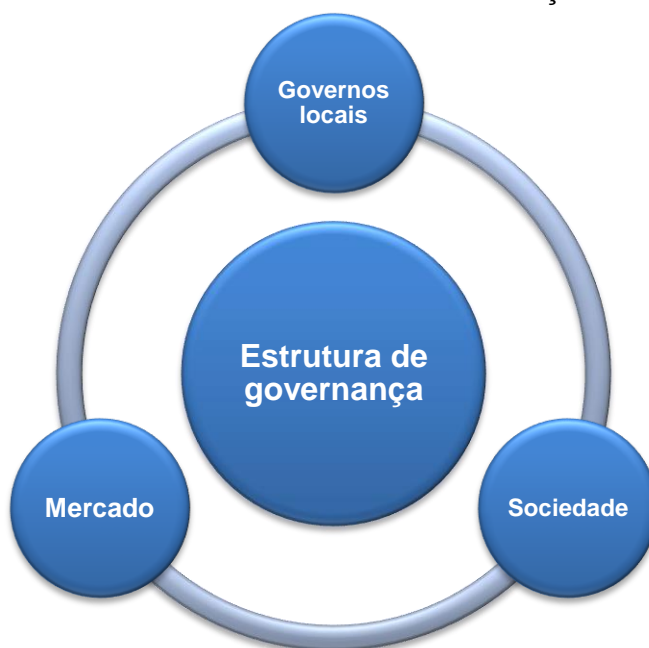 Governos
locais
Estrutura de
governança
Mercado
Sociedade